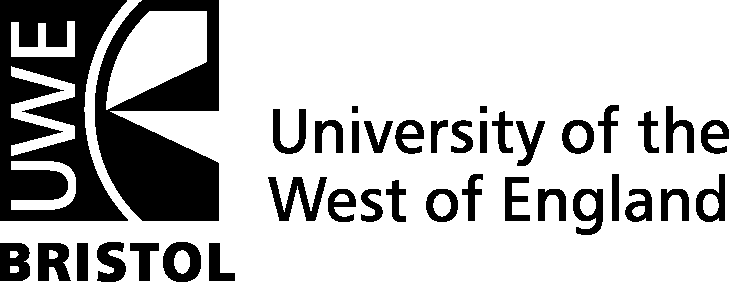 UWE
BRISTOL
University of the
West of England